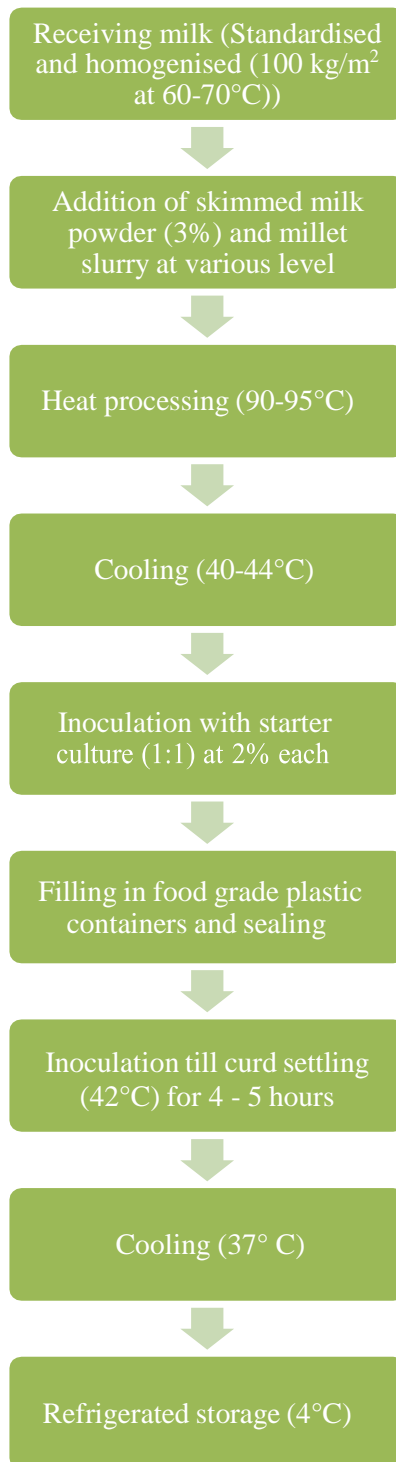 Receiving milk (Standardised
and homogenised (100 kg/m²
at 60-70°C))
Addition of skimmed milk
powder (3%) and millet
slurry at various level
Heat processing (90-95°C)
Cooling (40-44°C)
Inoculation with starter
culture (1:1) at 2% each
Filling in food grade plastic
containers and sealing
Inoculation till curd settling
(42°C) for 4 - 5 hours
Cooling (37° C)
Refrigerated storage (4°C)